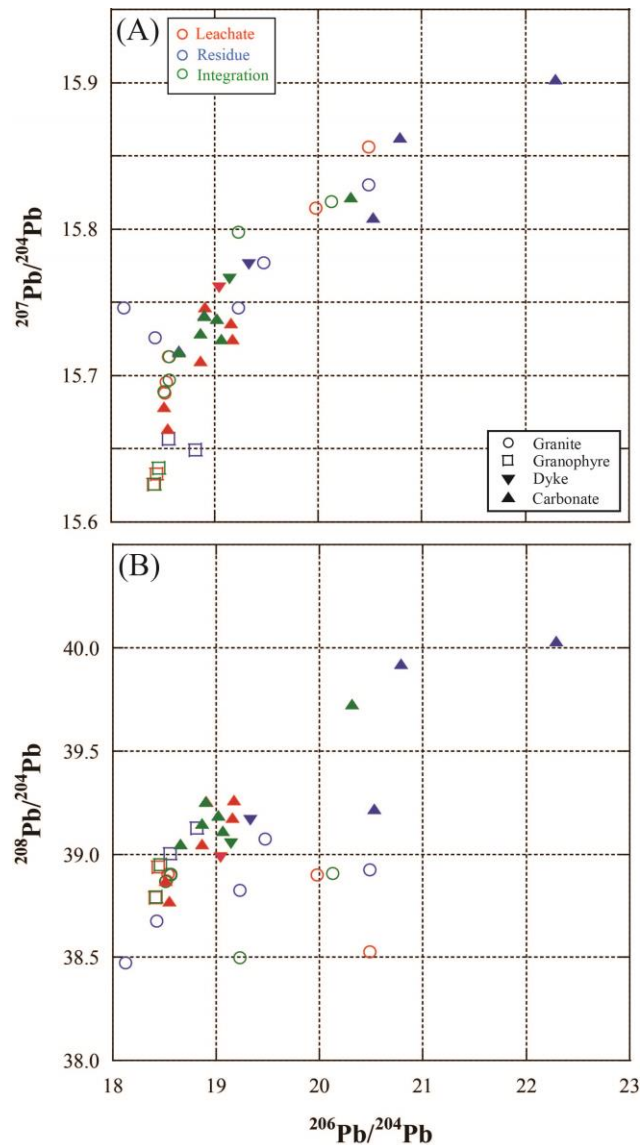 (A)
Leachate
Residue
Integration
15.9
15.8
15.7
15.6
²⁰⁷Pb/²⁰⁴Pb
Granite
Granophyre
Dyke
Carbonate
(B)
40.0
39.5
39.0
38.5
38.0
²⁰⁸Pb/²⁰⁴Pb
18 19 20 21 22 23
²⁰⁶Pb/²⁰⁴Pb